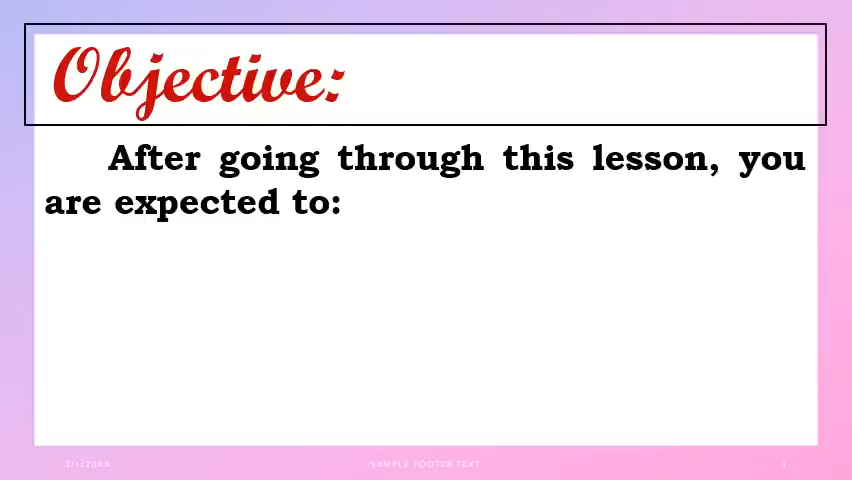 Objective:
After going through this lesson, you
are expected to:
3/1/20XX
SAMPLE FOOTER TEXT
3